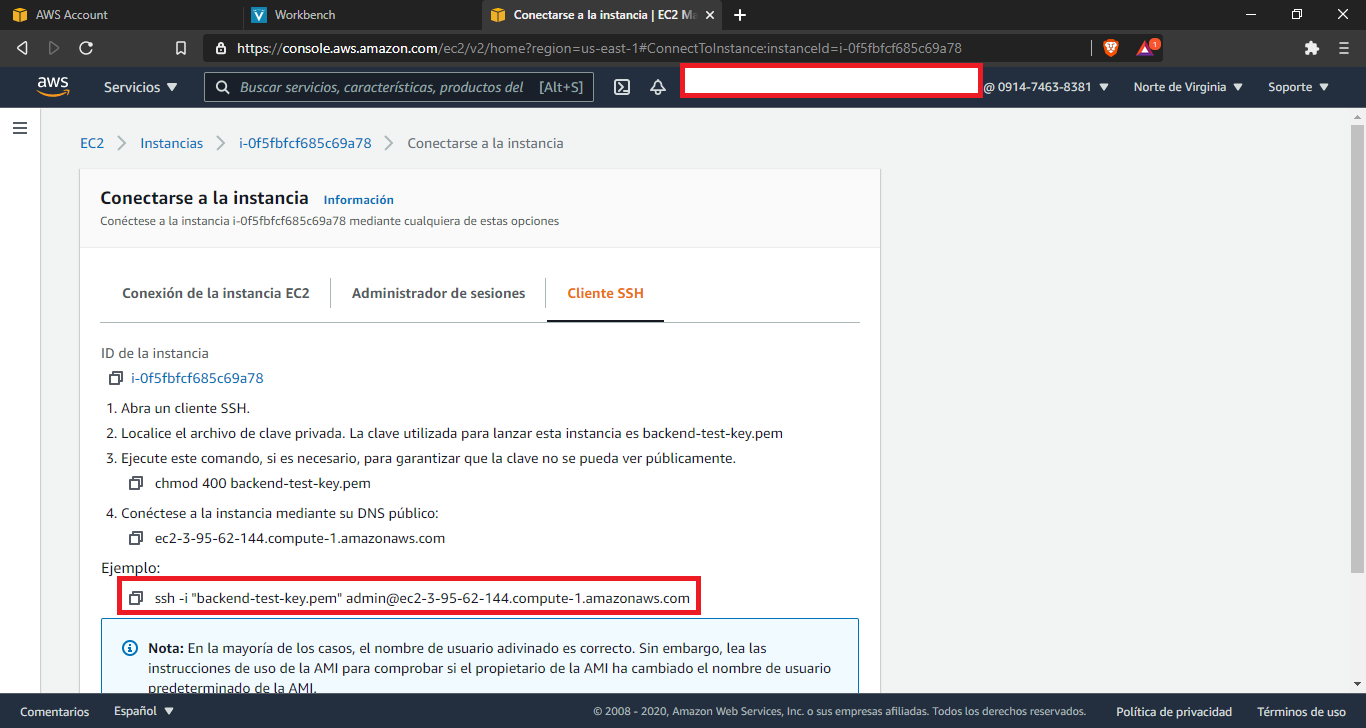 AWS Account
Workbench
Conectarse a la instancia | EC2 Ma
https://console.aws.amazon.com/ec2/v2/home?region=us-east-1#ConnectToInstance:instanceId=i-0f5fbfcf685c69a78
1
aws
Servicios
Buscar servicios, características, productos del [Alt+S]
@ 0914-7463-8381
Norte de Virginia
Soporte
EC2 > Instancias > i-0f5fbfcf685c69a78 > Conectarse a la instancia
Conectarse a la instancia Información
Conéctese a la instancia i-0f5fbfcf685c69a78 mediante cualquiera de estas opciones
Conexión de la instancia EC2
Administrador de sesiones
Cliente SSH
ID de la instancia
i-0f5fbfcf685c69a78
1. Abra un cliente SSH.
2. Localice el archivo de clave privada. La clave utilizada para lanzar esta instancia es backend-test-key.pem
3. Ejecute este comando, si es necesario, para garantizar que la clave no se pueda ver públicamente.
chmod 400 backend-test-key.pem
4. Conéctese a la instancia mediante su DNS público:
ec2-3-95-62-144.compute-1.amazonaws.com
Ejemplo:
ssh -i "backend-test-key.pem" admin@ec2-3-95-62-144.compute-1.amazonaws.com
Nota: En la mayoría de los casos, el nombre de usuario adivinado es correcto. Sin embargo, lea las
instrucciones de uso de la AMI para comprobar si el propietario de la AMI ha cambiado el nombre de usuario
predeterminado de la AMI.
Comentarios
Español
© 2008 - 2020, Amazon Web Services, Inc. o sus empresas afiliadas. Todos los derechos reservados.
Política de privacidad
Términos de uso